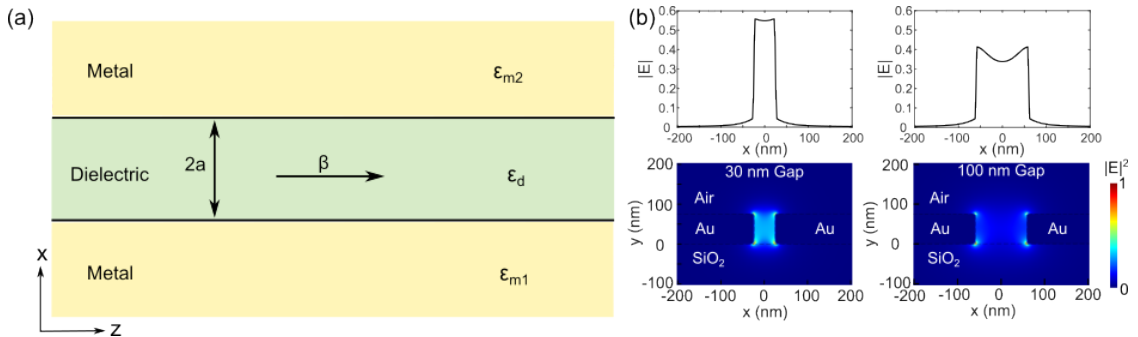 (a)
Metal
εm2
2a
Dielectric
β
εd
Metal
εm1
x
z
(b)
|E|
0.6
0.5
0.4
0.3
0.2
0.1
0
-200 -100 0 100 200
x (nm)
|E|
0.6
0.5
0.4
0.3
0.2
0.1
0
-200 -100 0 100 200
x (nm)
y (nm)
200
100
0
-100
30 nm Gap
Air
Au
Au
SiO2
-200 -100 0 100 200
x (nm)
y (nm)
200
100
0
-100
100 nm Gap
Air
Au
Au
SiO2
-200 -100 0 100 200
x (nm)
|E|²
1
0